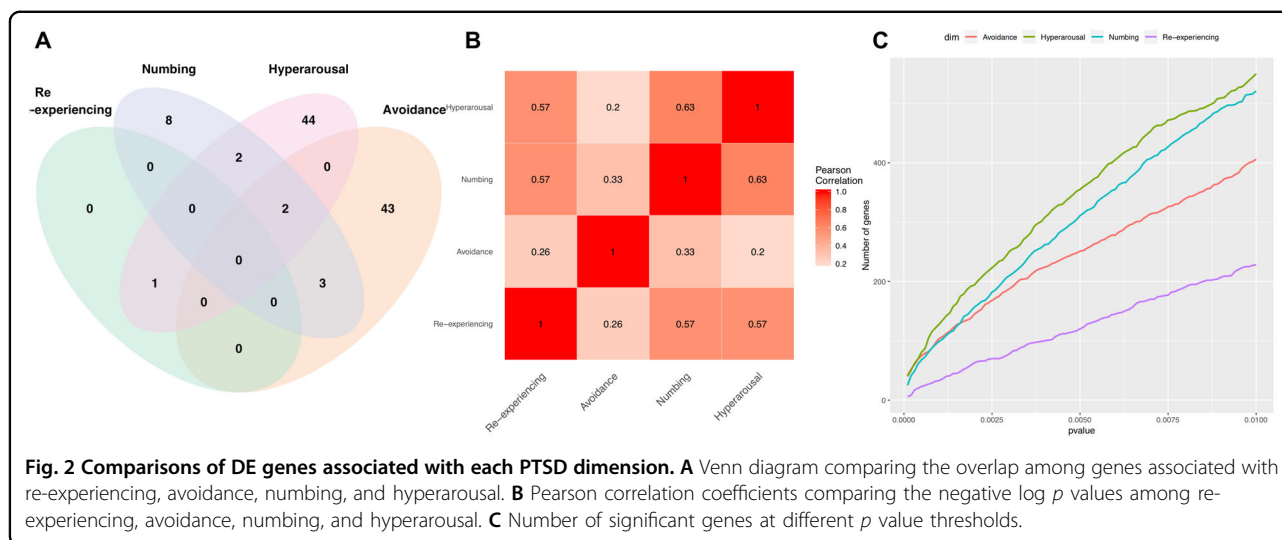 A
Numbing
Hyperarousal
Re
-experiencing
Avoidance
8
44
0
2
0
0
0
2
43
0
1
0
0
3
0
B
Hyperarousal
0.57
0.2
0.63
1
Numbing
0.57
0.33
1
0.63
Avoidance
0.26
1
0.33
0.2
Re-experiencing
1
0.26
0.57
0.57
Re-experiencing
Avoidance
Numbing
Hyperarousal
Pearson
Correlation
1.0
0.8
0.6
0.4
0.2
C
dim Avoidance Hyperarousal Numbing Re-experiencing
Number of genes
400
200
0
0.0000
0.0025
0.0050
0.0075
0.0100
pvalue
Fig. 2 Comparisons of DE genes associated with each PTSD dimension. A Venn diagram comparing the overlap among genes associated with
re-experiencing, avoidance, numbing, and hyperarousal. B Pearson correlation coefficients comparing the negative log p values among re-
experiencing, avoidance, numbing, and hyperarousal. C Number of significant genes at different p value thresholds.